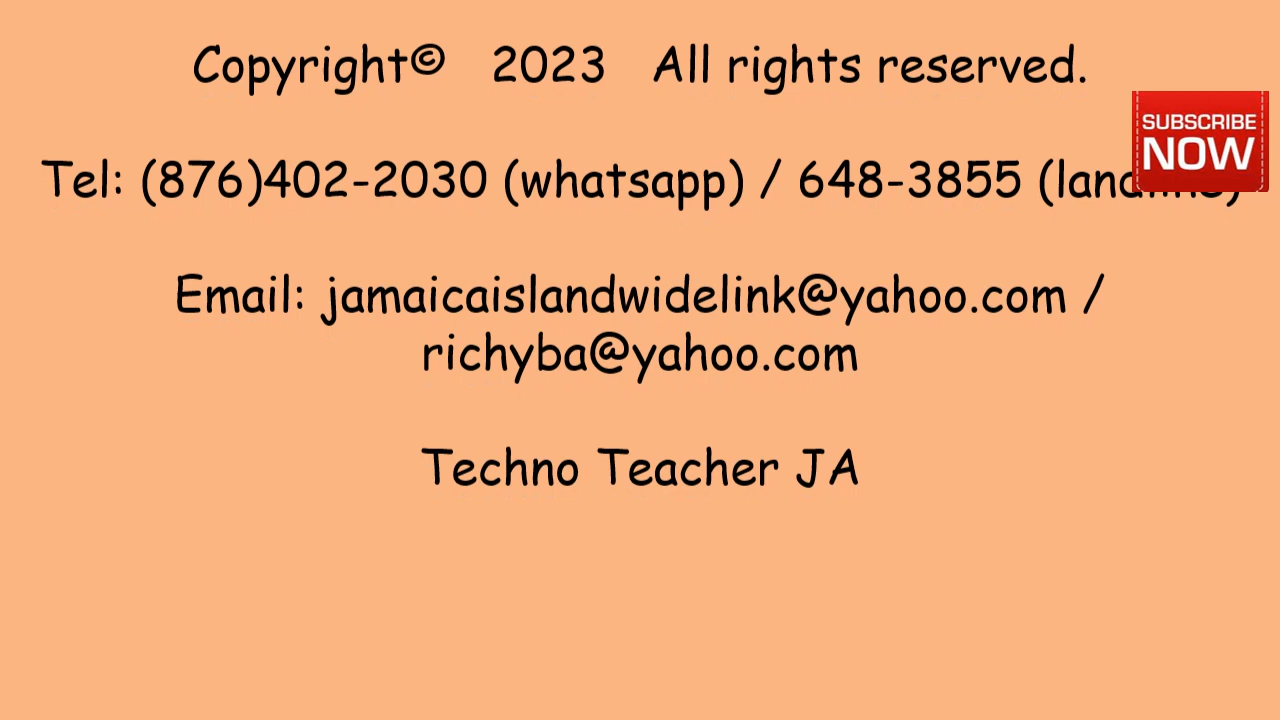 Copyright© 2023 All rights reserved.
SUBSCRIBE
NOW
Tel: (876)402-2030 (whatsapp) / 648-3855
Email: jamaicaislandwidelink@yahoo.com /
richyba@yahoo.com
Techno Teacher JA